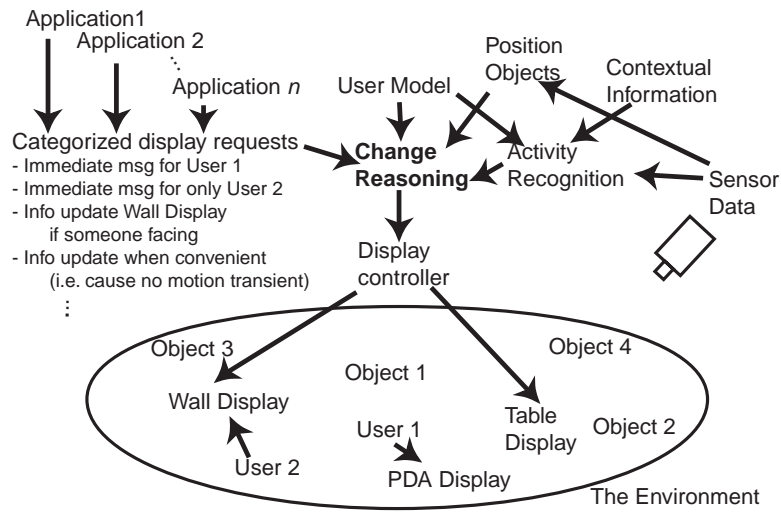 Application1
Application 2
Application n
Categorized display requests
- Immediate msg for User 1
- Immediate msg for only User 2
- Info update Wall Display
if someone facing
- Info update when convenient
(i.e. cause no motion transient)
User Model
Position
Objects
Contextual
Information
Change
Reasoning
Activity
Recognition
Sensor
Data
Display
controller
Object 3
Object 4
Object 1
Wall Display
User 1
Table
Display
Object 2
User 2
PDA Display
The Environment